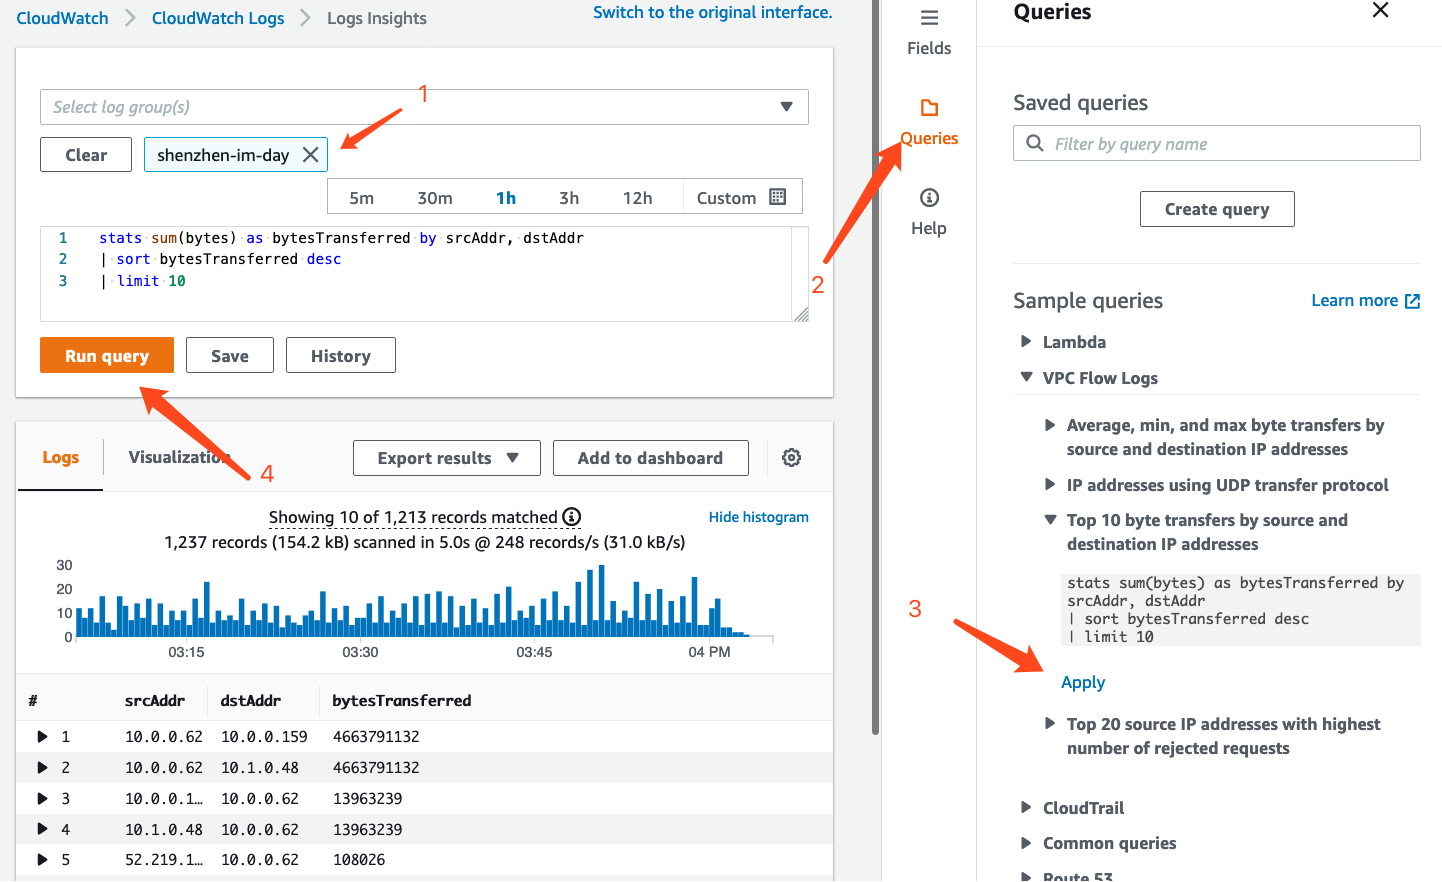 CloudWatch > CloudWatch Logs > Logs Insights
Switch to the original interface.
1
Select log group(s)
Clear
shenzhen-im-day
5m 30m 1h 3h 12h Custom
1 stats sum(bytes) as bytesTransferred by srcAddr, dstAddr
2 | sort bytesTransferred desc
3 | limit 10
Run query
Save
History
4
Logs
Visualization
Export results
Add to dashboard
Showing 10 of 1,213 records matched
Hide histogram
1,237 records (154.2 kB) scanned in 5.0s @ 248 records/s (31.0 kB/s)
30
20
10
0
03:15 03:30 03:45 04 PM
# srcAddr dstAddr bytesTransferred
1 10.0.0.62 10.0.0.159 4663791132
2 10.0.0.62 10.1.0.48 4663791132
3 10.0.0.1… 10.0.0.62 13963239
4 10.1.0.48 10.0.0.62 13963239
5 52.219.1… 10.0.0.62 108026
Fields
Queries
Help
2
Queries
Saved queries
Filter by query name
Create query
Sample queries
Learn more
Lambda
VPC Flow Logs
Average, min, and max byte transfers by
source and destination IP addresses
IP addresses using UDP transfer protocol
Top 10 byte transfers by source and
destination IP addresses
stats sum(bytes) as bytesTransferred by
srcAddr, dstAddr
| sort bytesTransferred desc
| limit 10
3
Apply
Top 20 source IP addresses with highest
number of rejected requests
CloudTrail
Common queries
Route 53